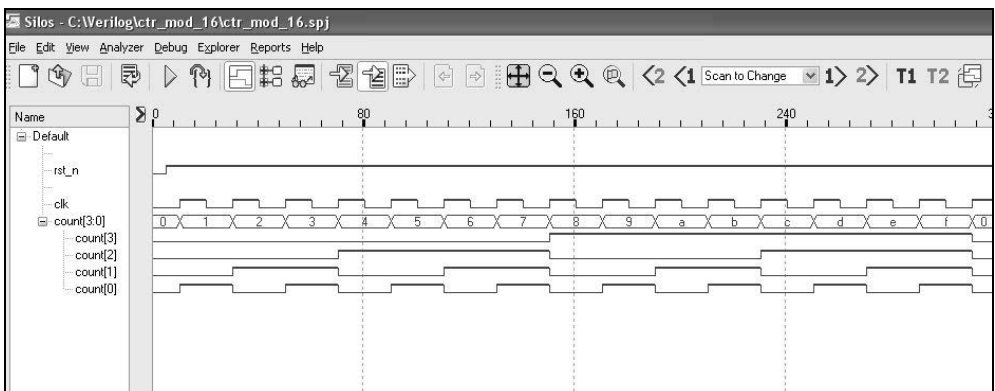 Silos - C:\Verilog\ctr_mod_16\ctr_mod_16.spj
File Edit View Analyzer Debug Explorer Reports Help
<2 <1 Scan to Change 1> 2> T1 T2
Name Σ 0 80 160 240 3
Default
rst_n
clk
count[3:0] 0 1 2 3 4 5 6 7 8 9 a b c d e f 0
count[3]
count[2]
count[1]
count[0]